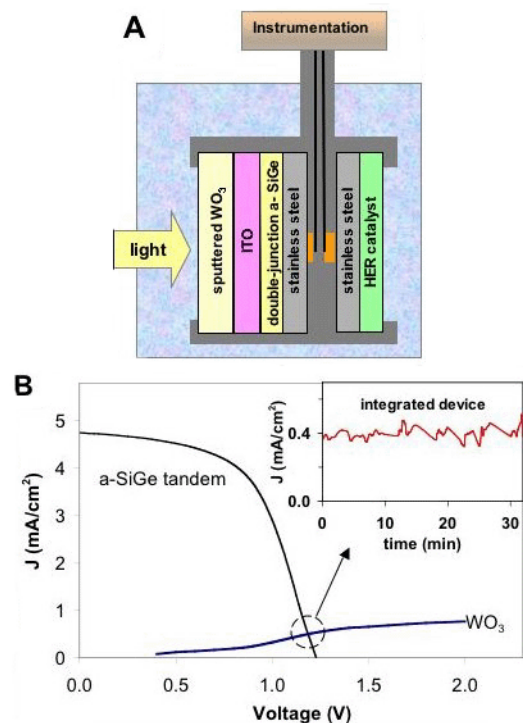 A
Instrumentation
light
sputtered WO₃
ITO
double-junction a- SiGe
stainless steel
stainless steel
HER catalyst
B
J (mA/cm²)
5
4
3
2
1
0
0.0
0.5
1.0
1.5
2.0
Voltage (V)
a-SiGe tandem
WO₃
integrated device
J (mA/cm²)
0.4
0.0
0
10
20
30
time (min)